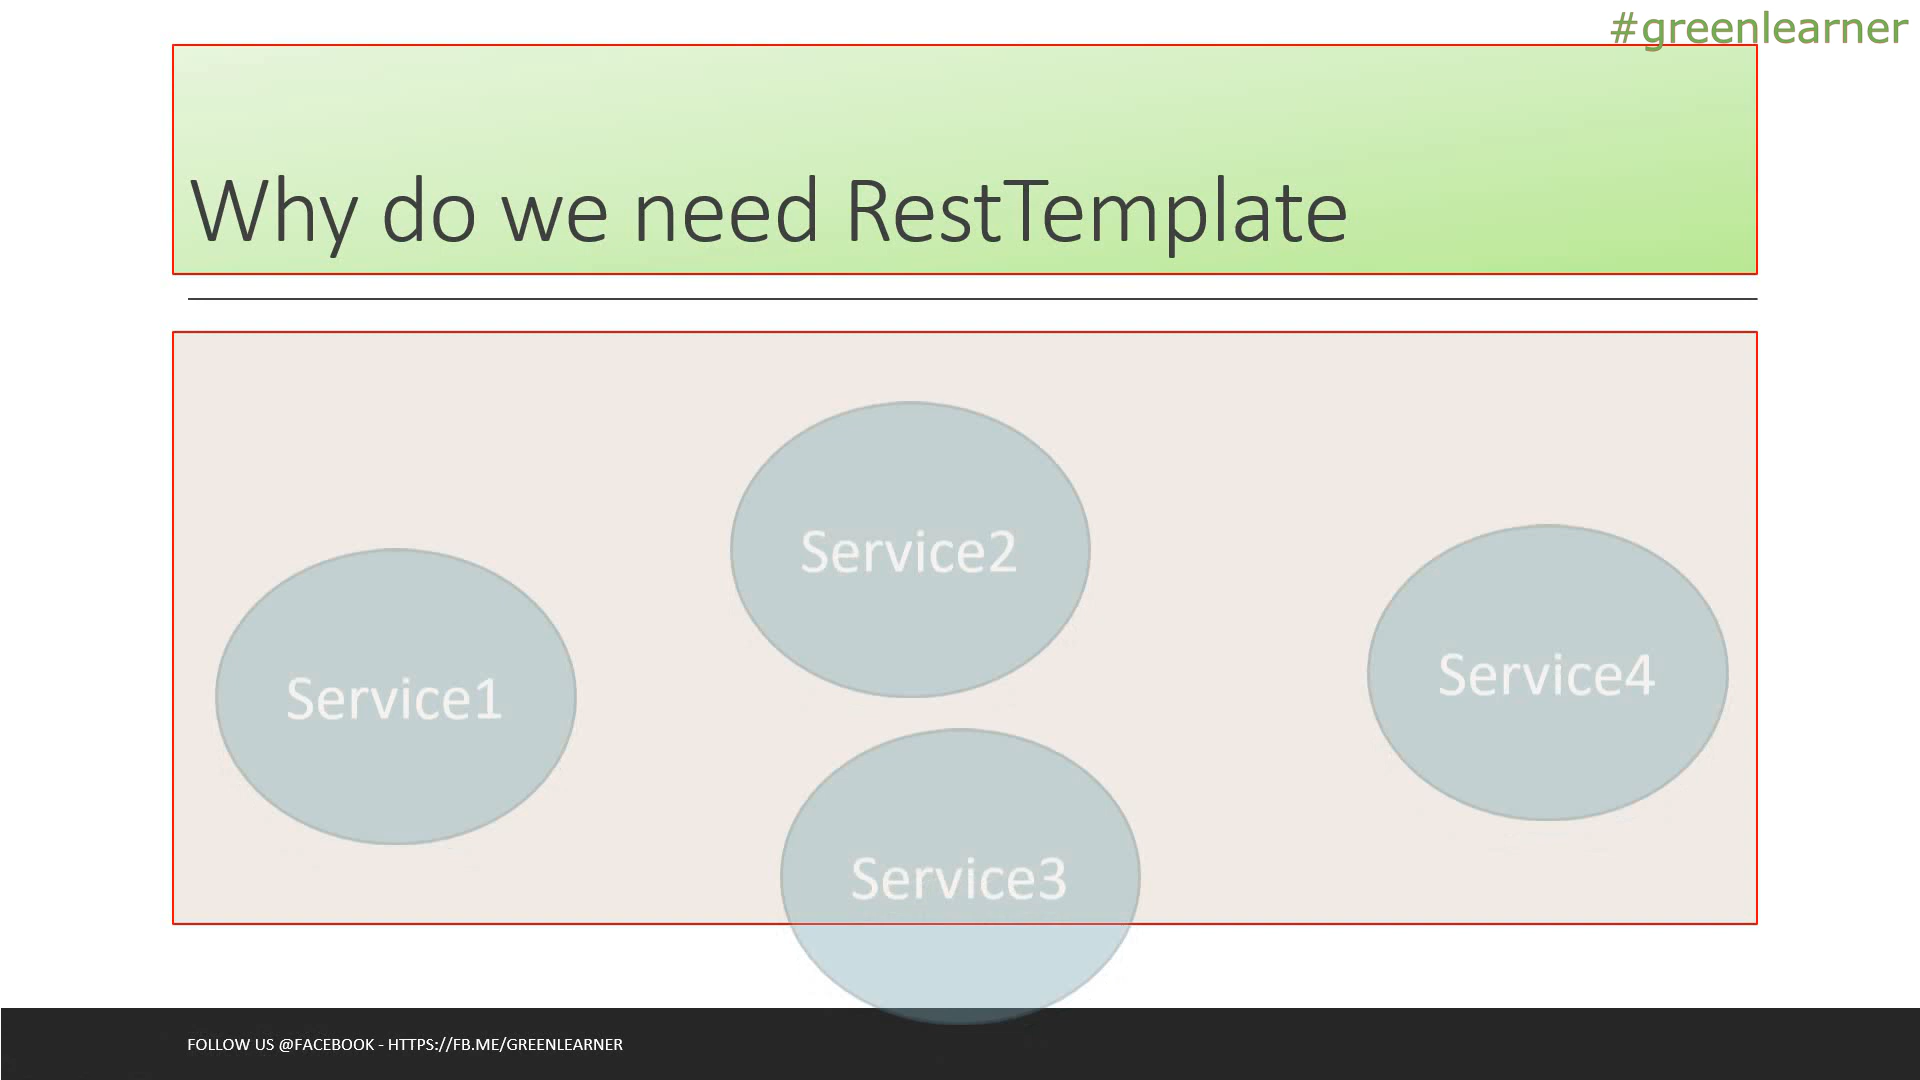 #greenlearner
Why do we need RestTemplate
Service2
Service4
Service1
Service3
FOLLOW US @FACEBOOK - HTTPS://FB.ME/GREENLEARNER